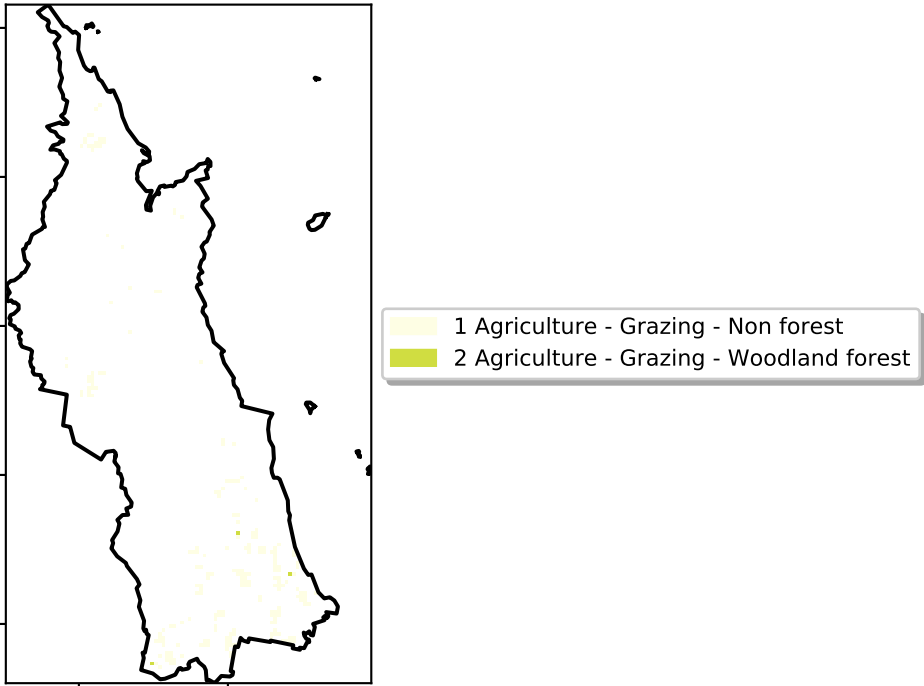 1 Agriculture - Grazing - Non forest
2 Agriculture - Grazing - Woodland forest